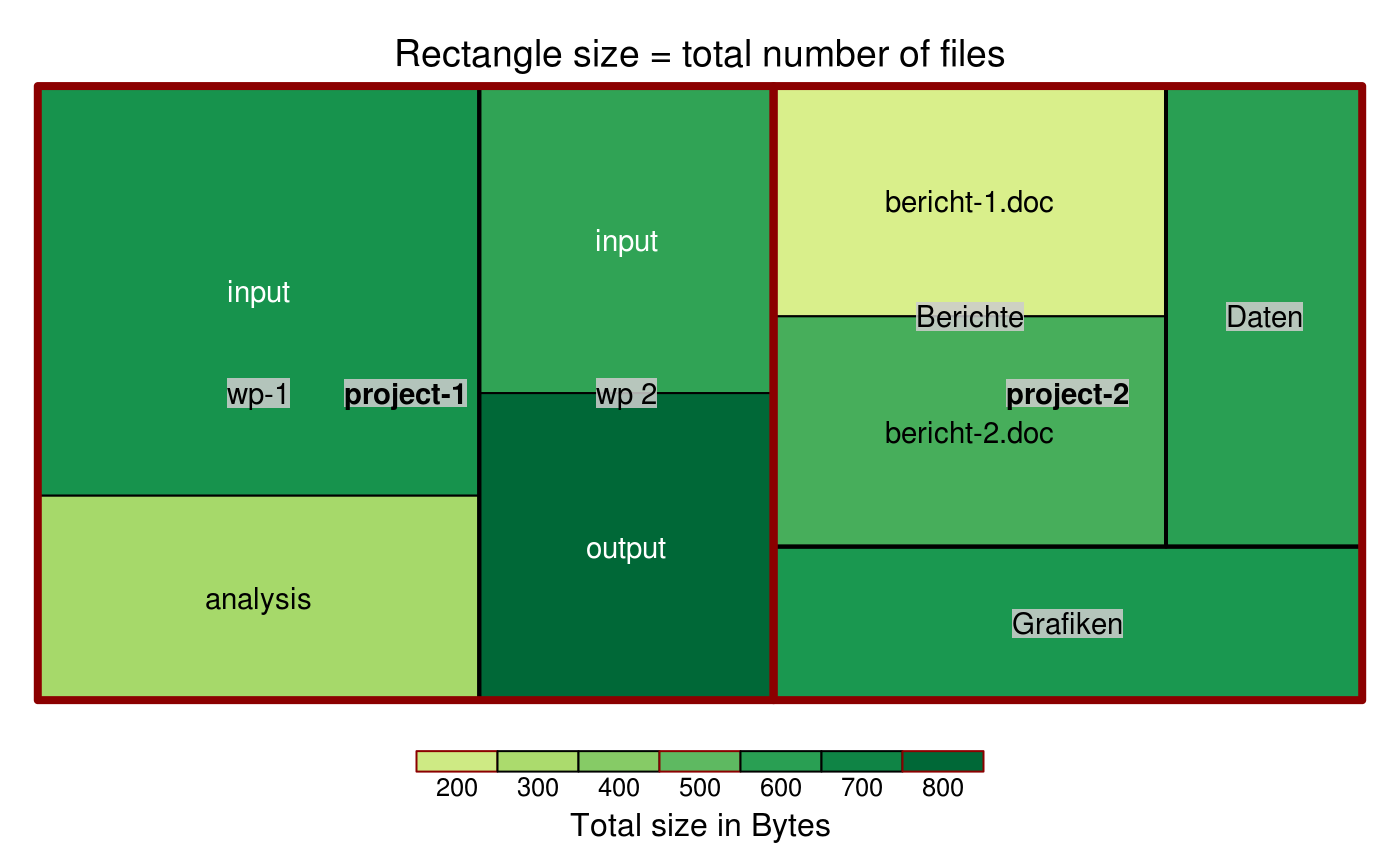 Rectangle size = total number of files
input
wp-1
project-1
analysis
input
wp 2
output
bericht-1.doc
Berichte
project-2
bericht-2.doc
Daten
Grafiken
200 300 400 500 600 700 800
Total size in Bytes